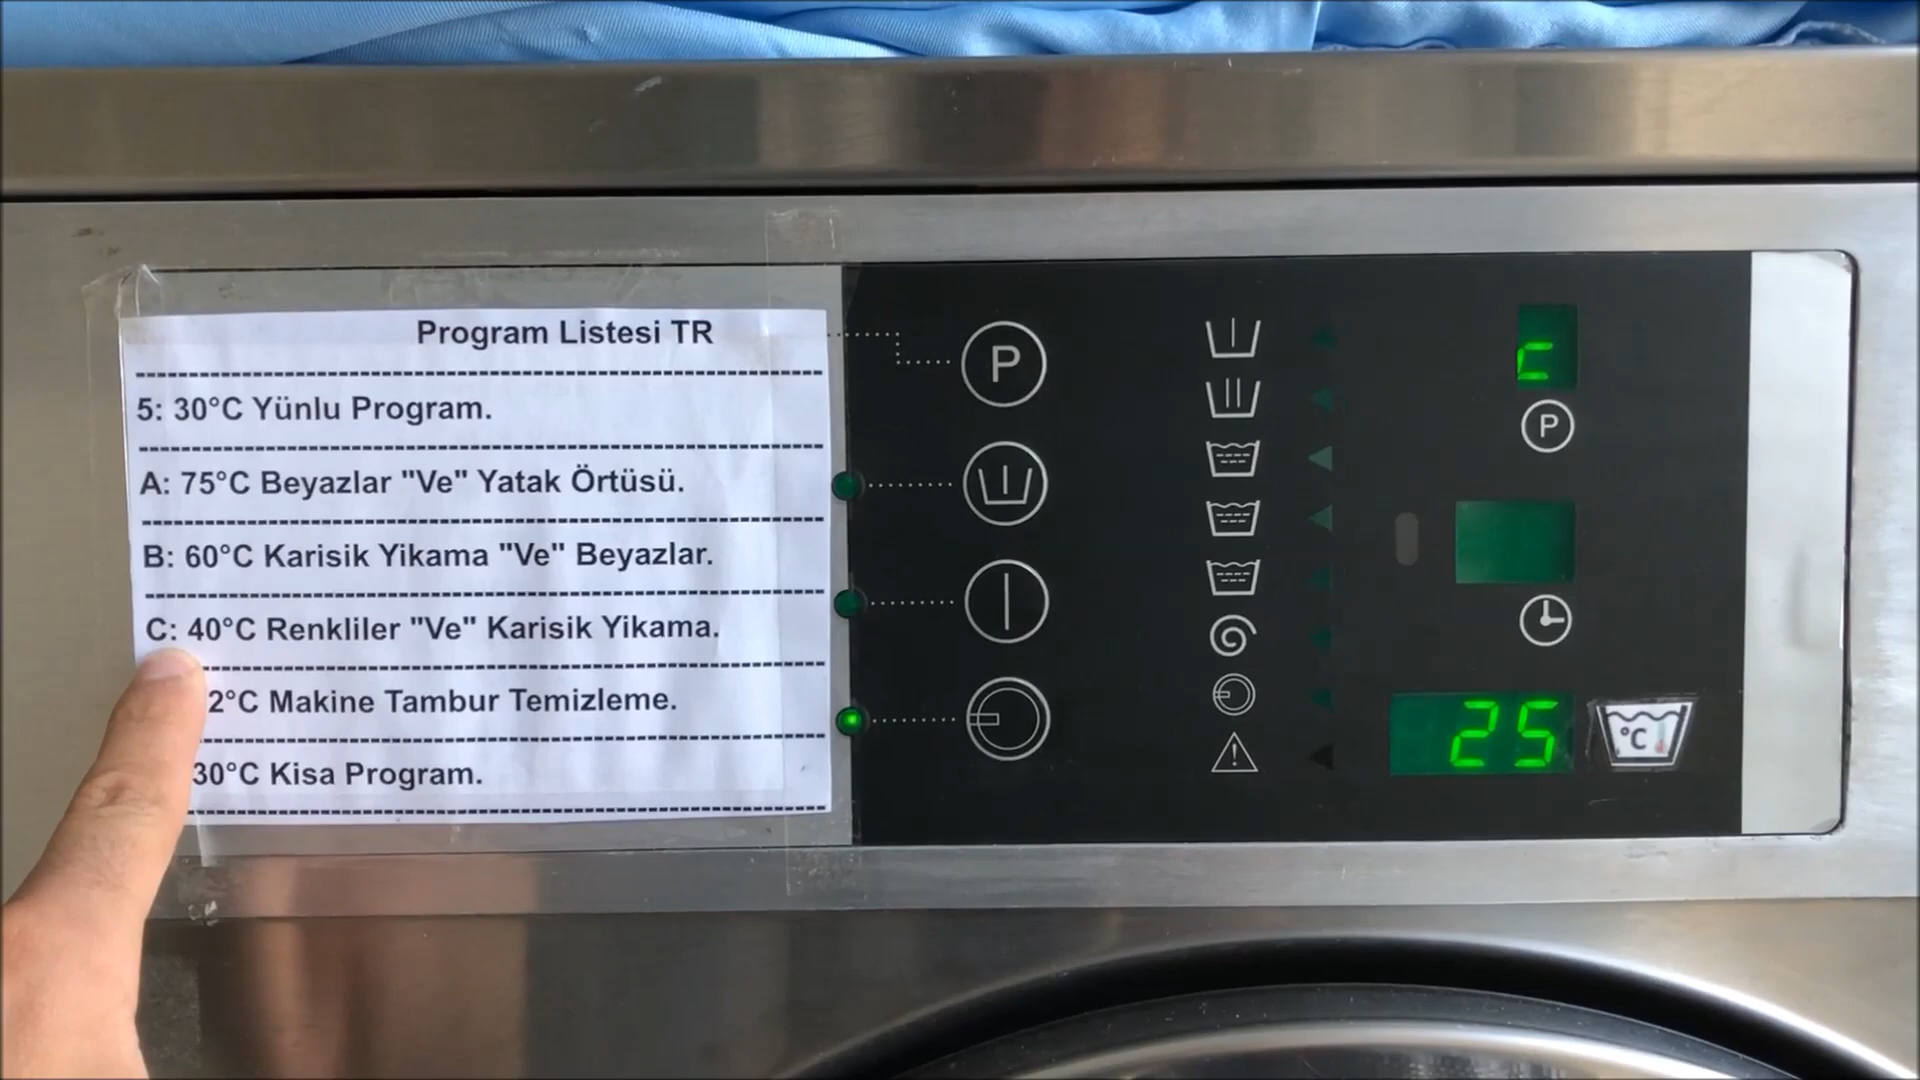 Program Listesi TR
5: 30°C Yünlu Program.
A: 75°C Beyazlar "Ve" Yatak Örtüsü.
B: 60°C Karisik Yikama "Ve" Beyazlar.
C: 40°C Renkliler "Ve" Karisik Yikama.
2°C Makine Tambur Temizleme.
30°C Kisa Program.
P
c
P
25
°C